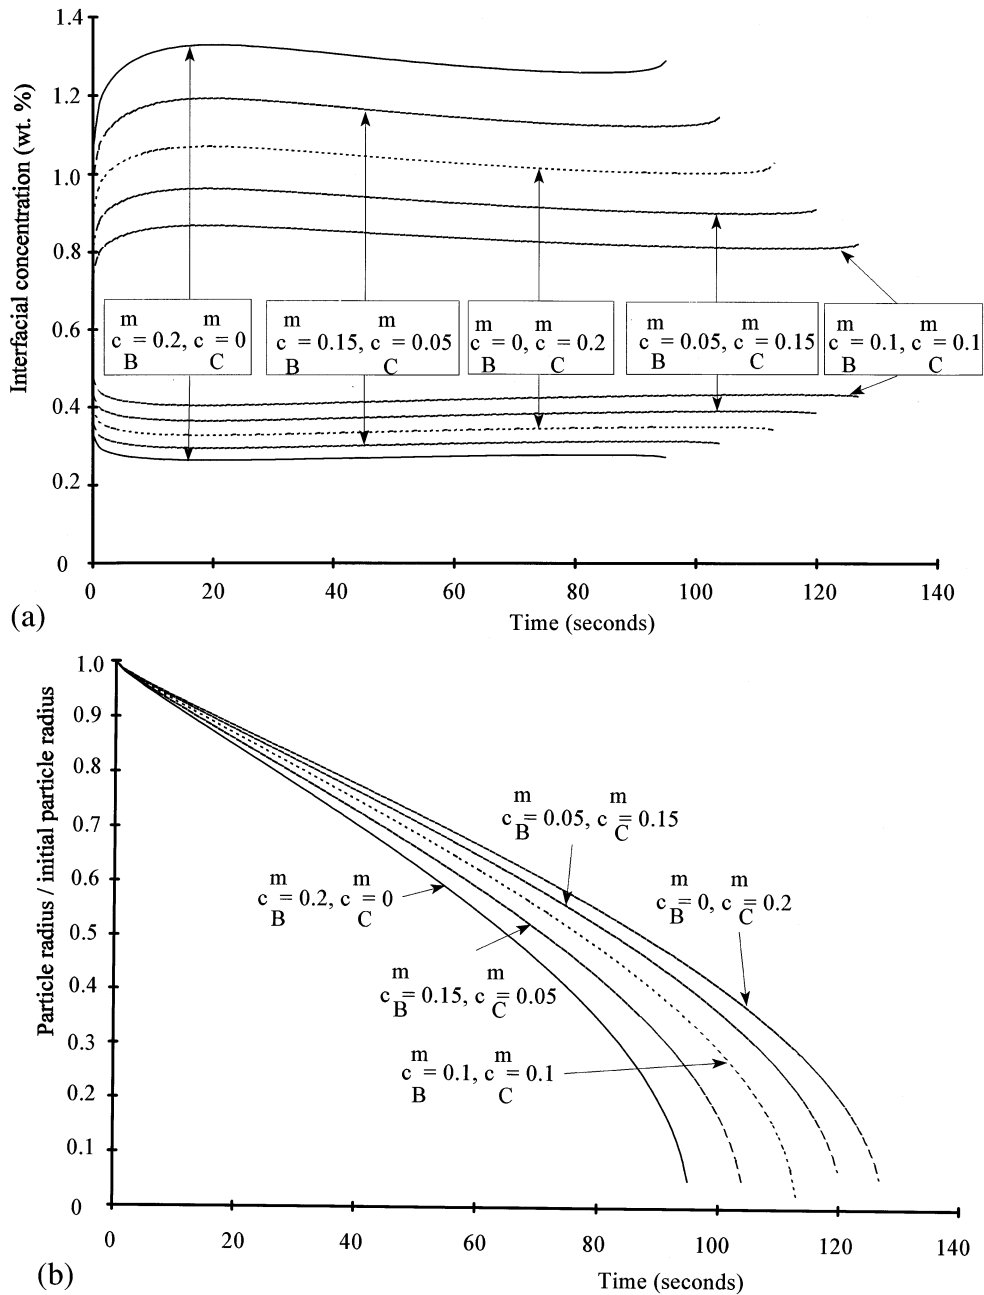 1.4
1.2
1.0
0.8
0.6
0.4
0.2
0
Interfacial concentration (wt. %)
m m
c = 0.2, c = 0
B C
m m
c = 0.15, c = 0.05
B C
m m
c = 0, c = 0.2
B C
m m
c = 0.05, c = 0.15
B C
m m
c = 0.1, c = 0.1
B C
0 20 40 60 80 100 120 140
Time (seconds)
(a)
1.0
0.9
0.8
0.7
0.6
0.5
0.4
0.3
0.2
0.1
0
Particle radius / initial particle radius
m m
c = 0.05, c = 0.15
B C
m m
c = 0.2, c = 0
B C
m m
c = 0, c = 0.2
B C
m m
c = 0.15, c = 0.05
B C
m m
c = 0.1, c = 0.1
B C
0 20 40 60 80 100 120 140
Time (seconds)
(b)